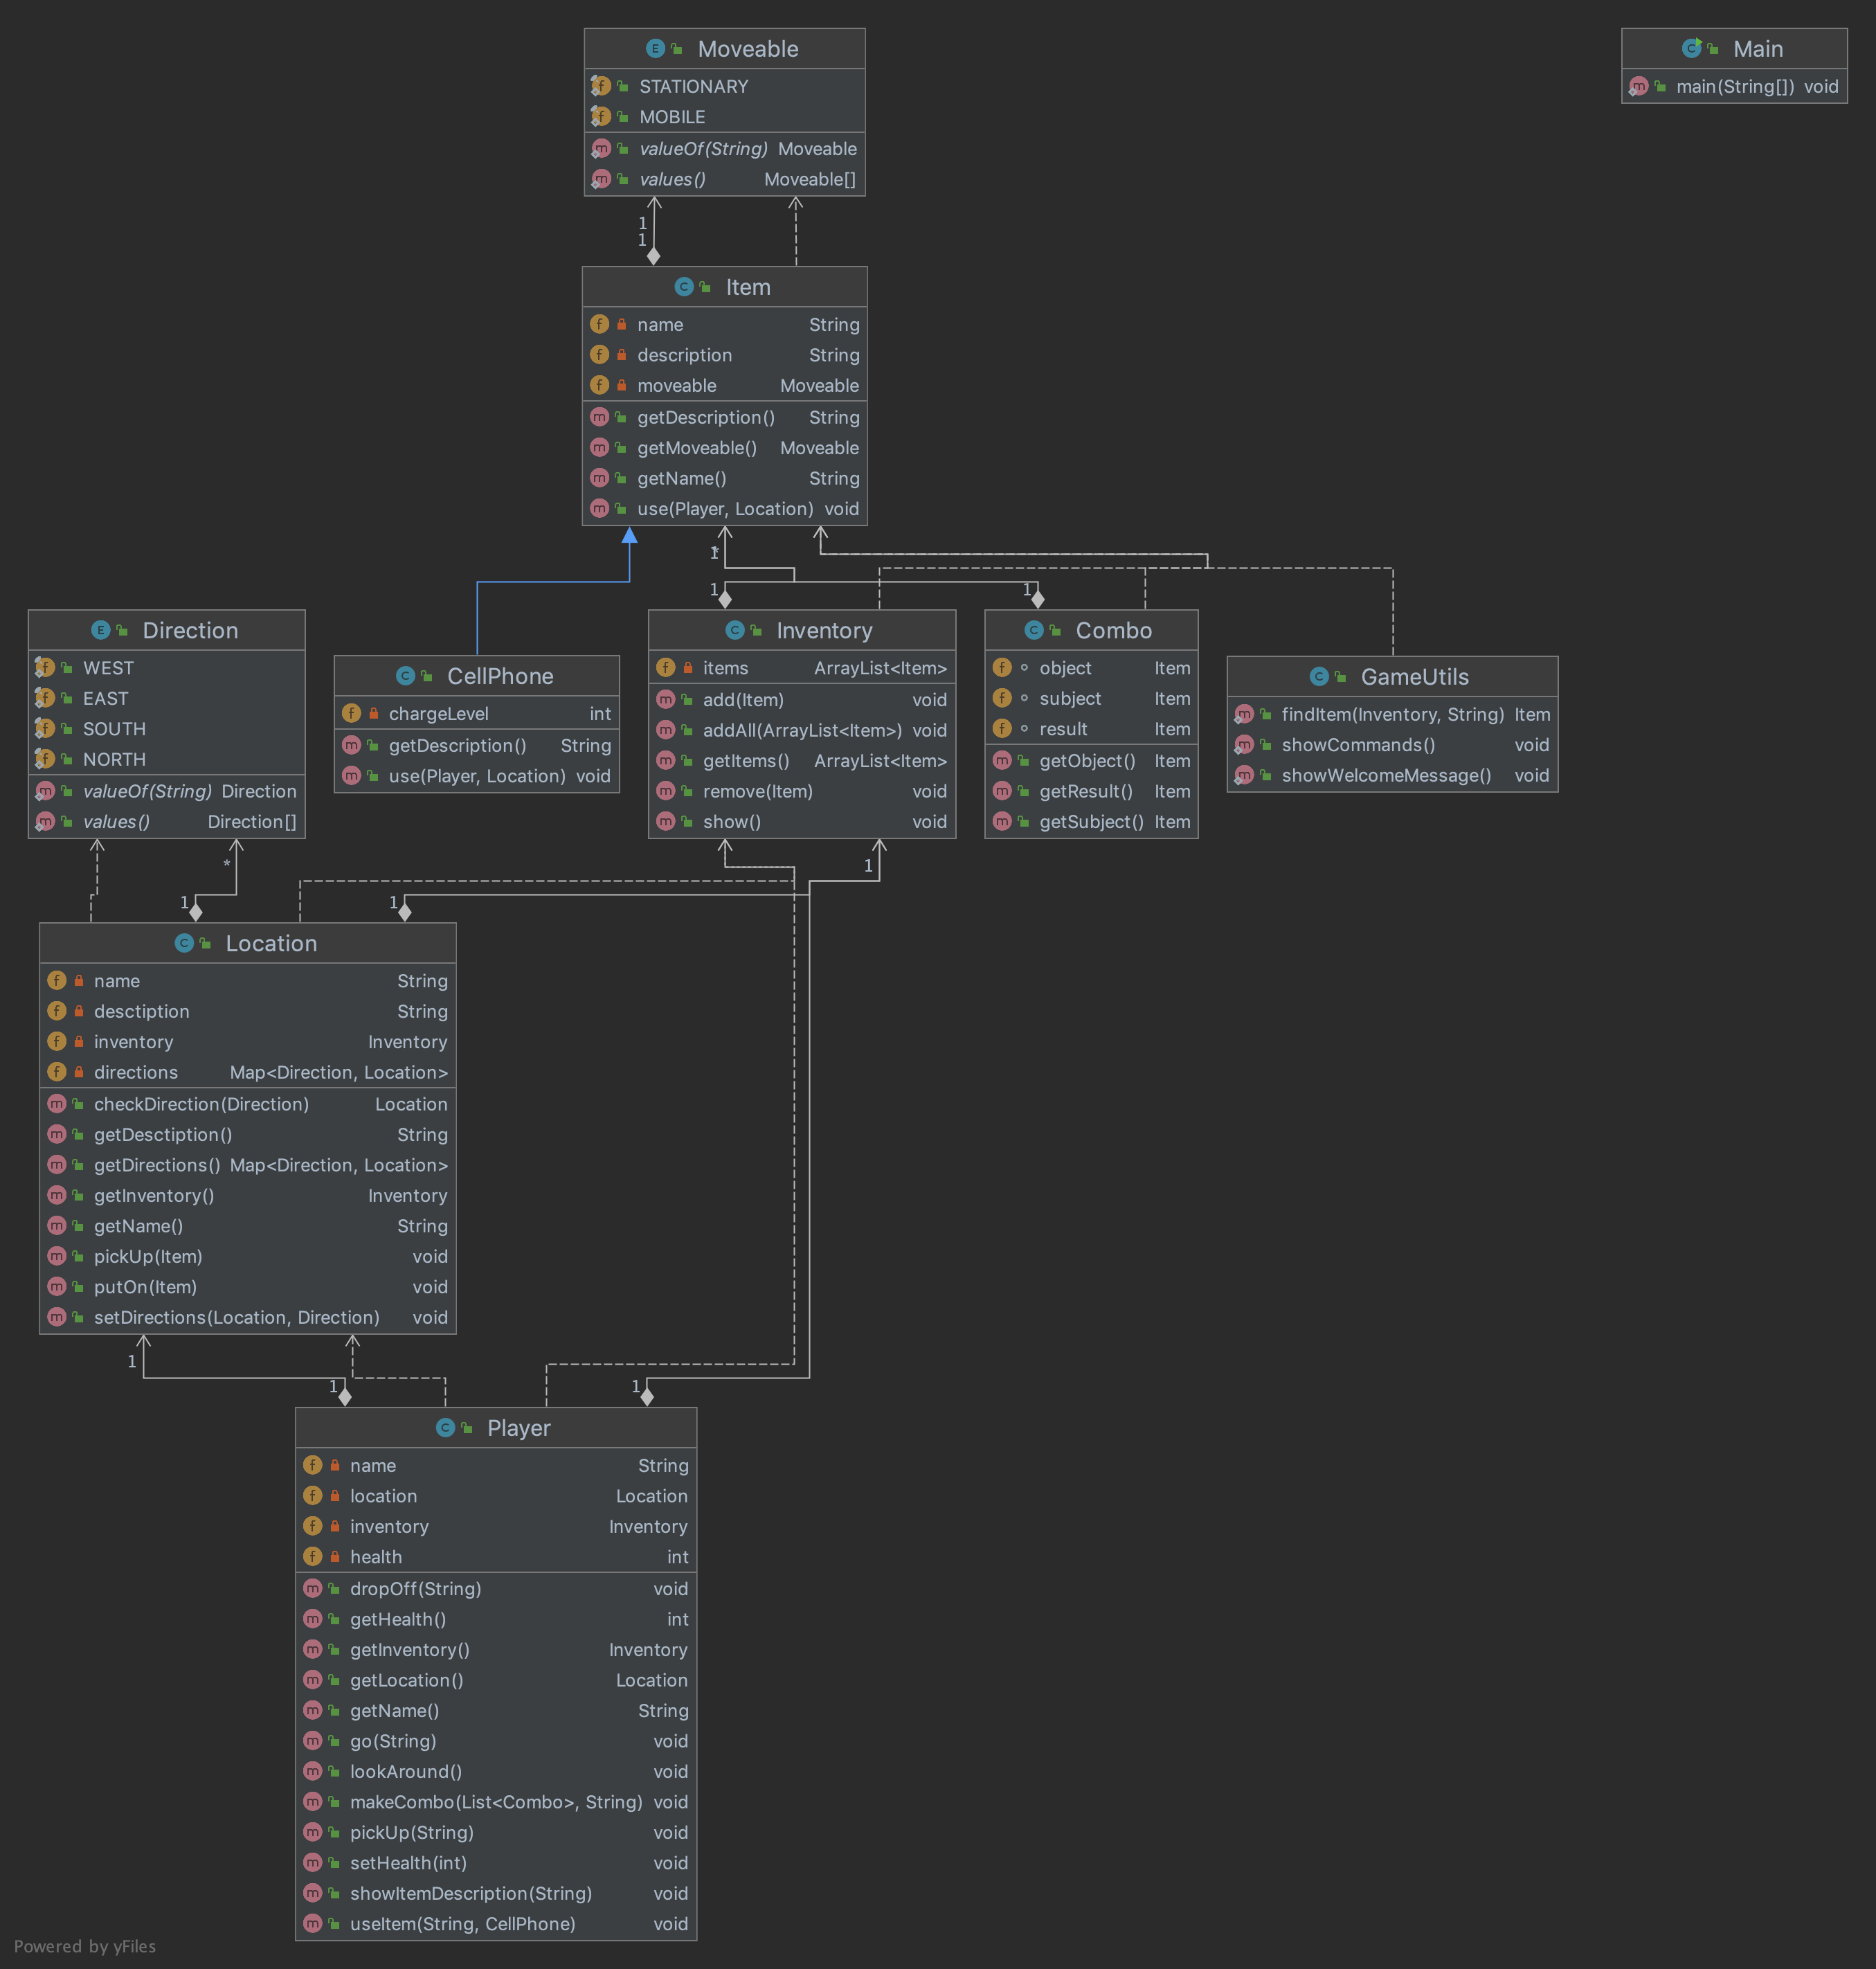 Moveable
STATIONARY
MOBILE
valueOf(String) Moveable
values() Moveable[]
Main
main(String[]) void
1
1
Item
name String
description String
moveable Moveable
getDescription() String
getMoveable() Moveable
getName() String
use(Player, Location) void
1
*
1
1
Direction
WEST
EAST
SOUTH
NORTH
valueOf(String) Direction
values() Direction[]
CellPhone
chargeLevel int
getDescription() String
use(Player, Location) void
Inventory
items ArrayList<Item>
add(Item) void
addAll(ArrayList<Item>) void
getItems() ArrayList<Item>
remove(Item) void
show() void
Combo
object Item
subject Item
result Item
getObject() Item
getResult() Item
getSubject() Item
GameUtils
findItem(Inventory, String) Item
showCommands() void
showWelcomeMessage() void
*
1
1
1
Location
name String
desctiption String
inventory Inventory
directions Map<Direction, Location>
checkDirection(Direction) Location
getDesctiption() String
getDirections() Map<Direction, Location>
getInventory() Inventory
getName() String
pickUp(Item) void
putOn(Item) void
setDirections(Location, Direction) void
1
1
1
Player
name String
location Location
inventory Inventory
health int
dropOff(String) void
getHealth() int
getInventory() Inventory
getLocation() Location
getName() String
go(String) void
lookAround() void
makeCombo(List<Combo>, String) void
pickUp(String) void
setHealth(int) void
showItemDescription(String) void
useItem(String, CellPhone) void
Powered by yFiles